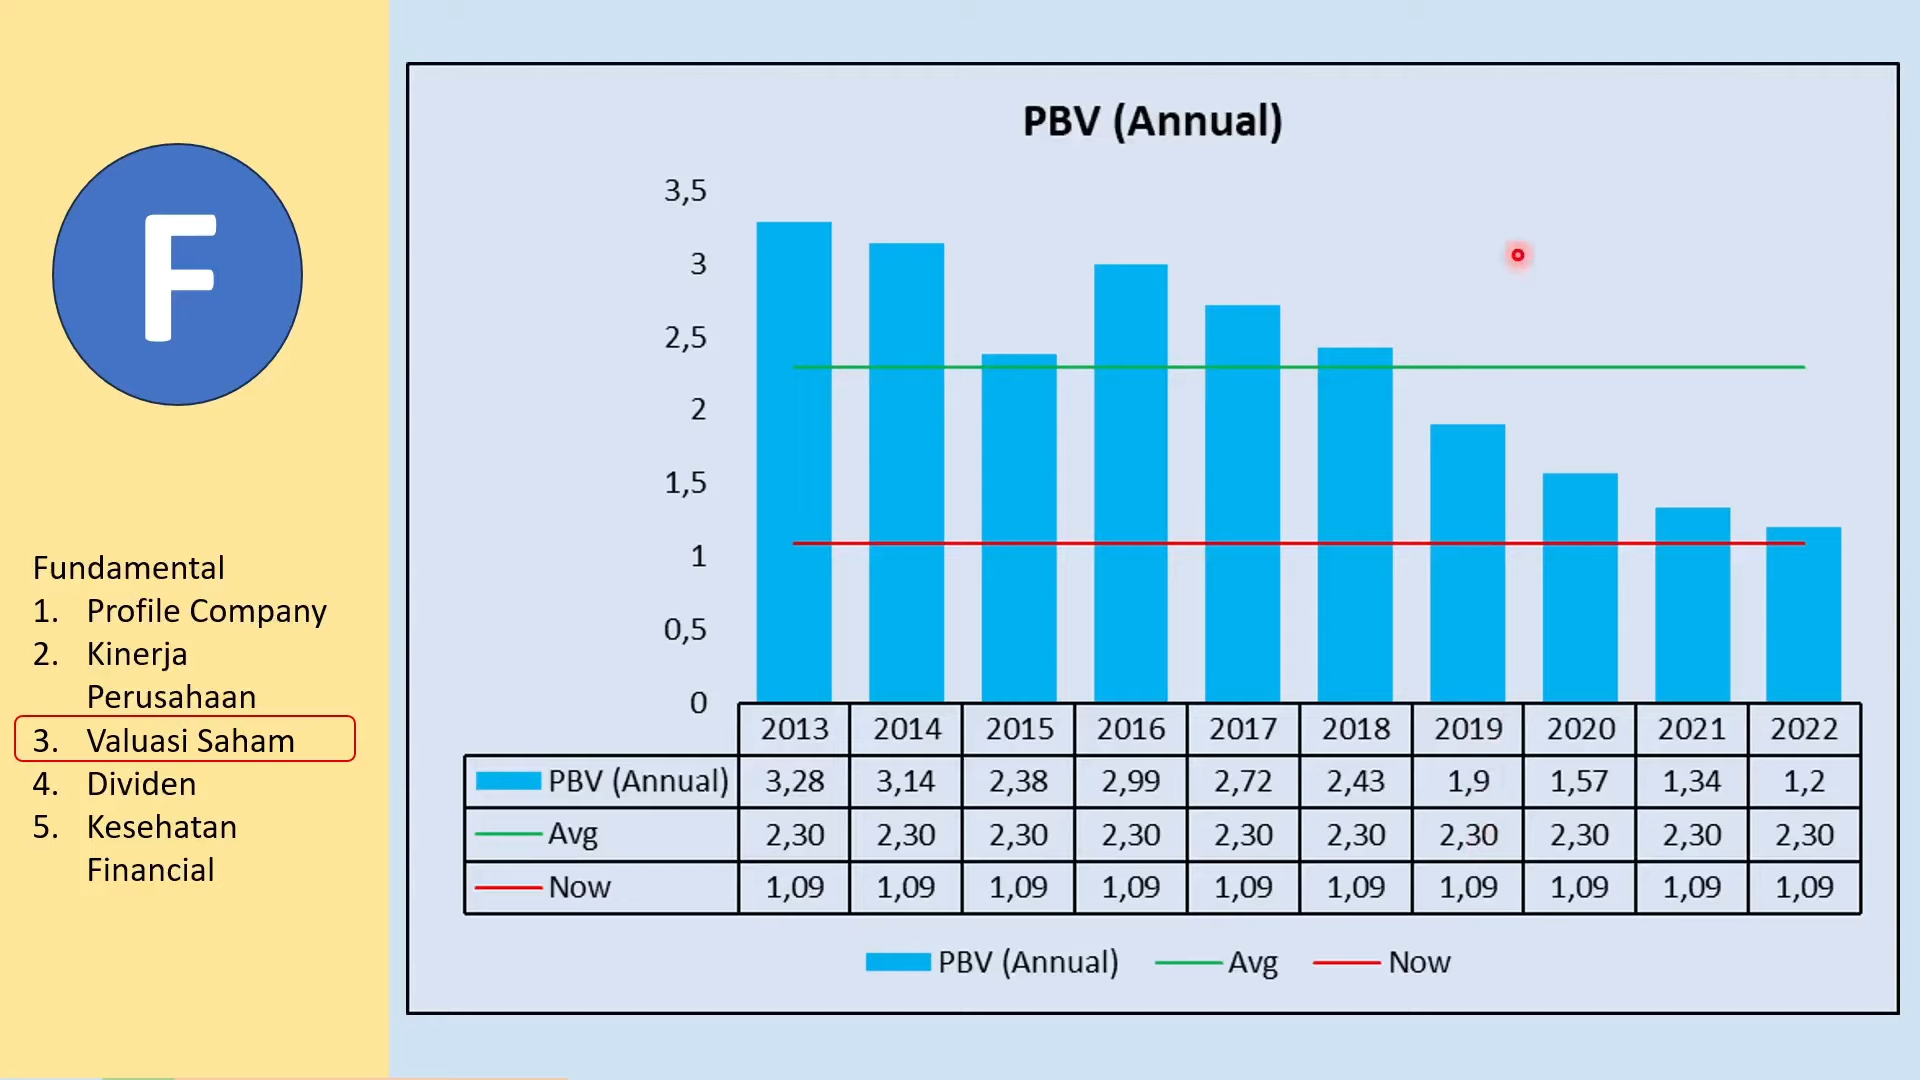 F
Fundamental
1. Profile Company
2. Kinerja
Perusahaan
3. Valuasi Saham
4. Dividen
5. Kesehatan
Financial
PBV (Annual)
3,5
3
2,5
2
1,5
1
0,5
0
2013 2014 2015 2016 2017 2018 2019 2020 2021 2022
PBV (Annual) 3,28 3,14 2,38 2,99 2,72 2,43 1,9 1,57 1,34 1,2
Avg 2,30 2,30 2,30 2,30 2,30 2,30 2,30 2,30 2,30 2,30
Now 1,09 1,09 1,09 1,09 1,09 1,09 1,09 1,09 1,09 1,09
PBV (Annual) Avg Now